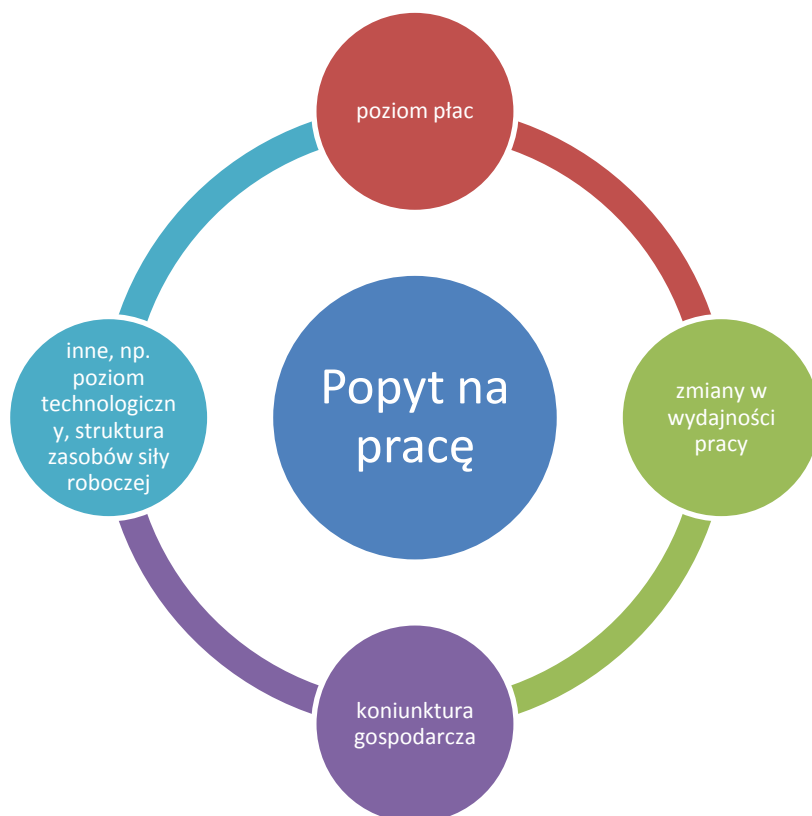 poziom płac
inne, np.
poziom
technologiczn
y, struktura
zasobów siły
roboczej
Popyt na
pracę
zmiany w
wydajności
pracy
koniunktura
gospodarcza